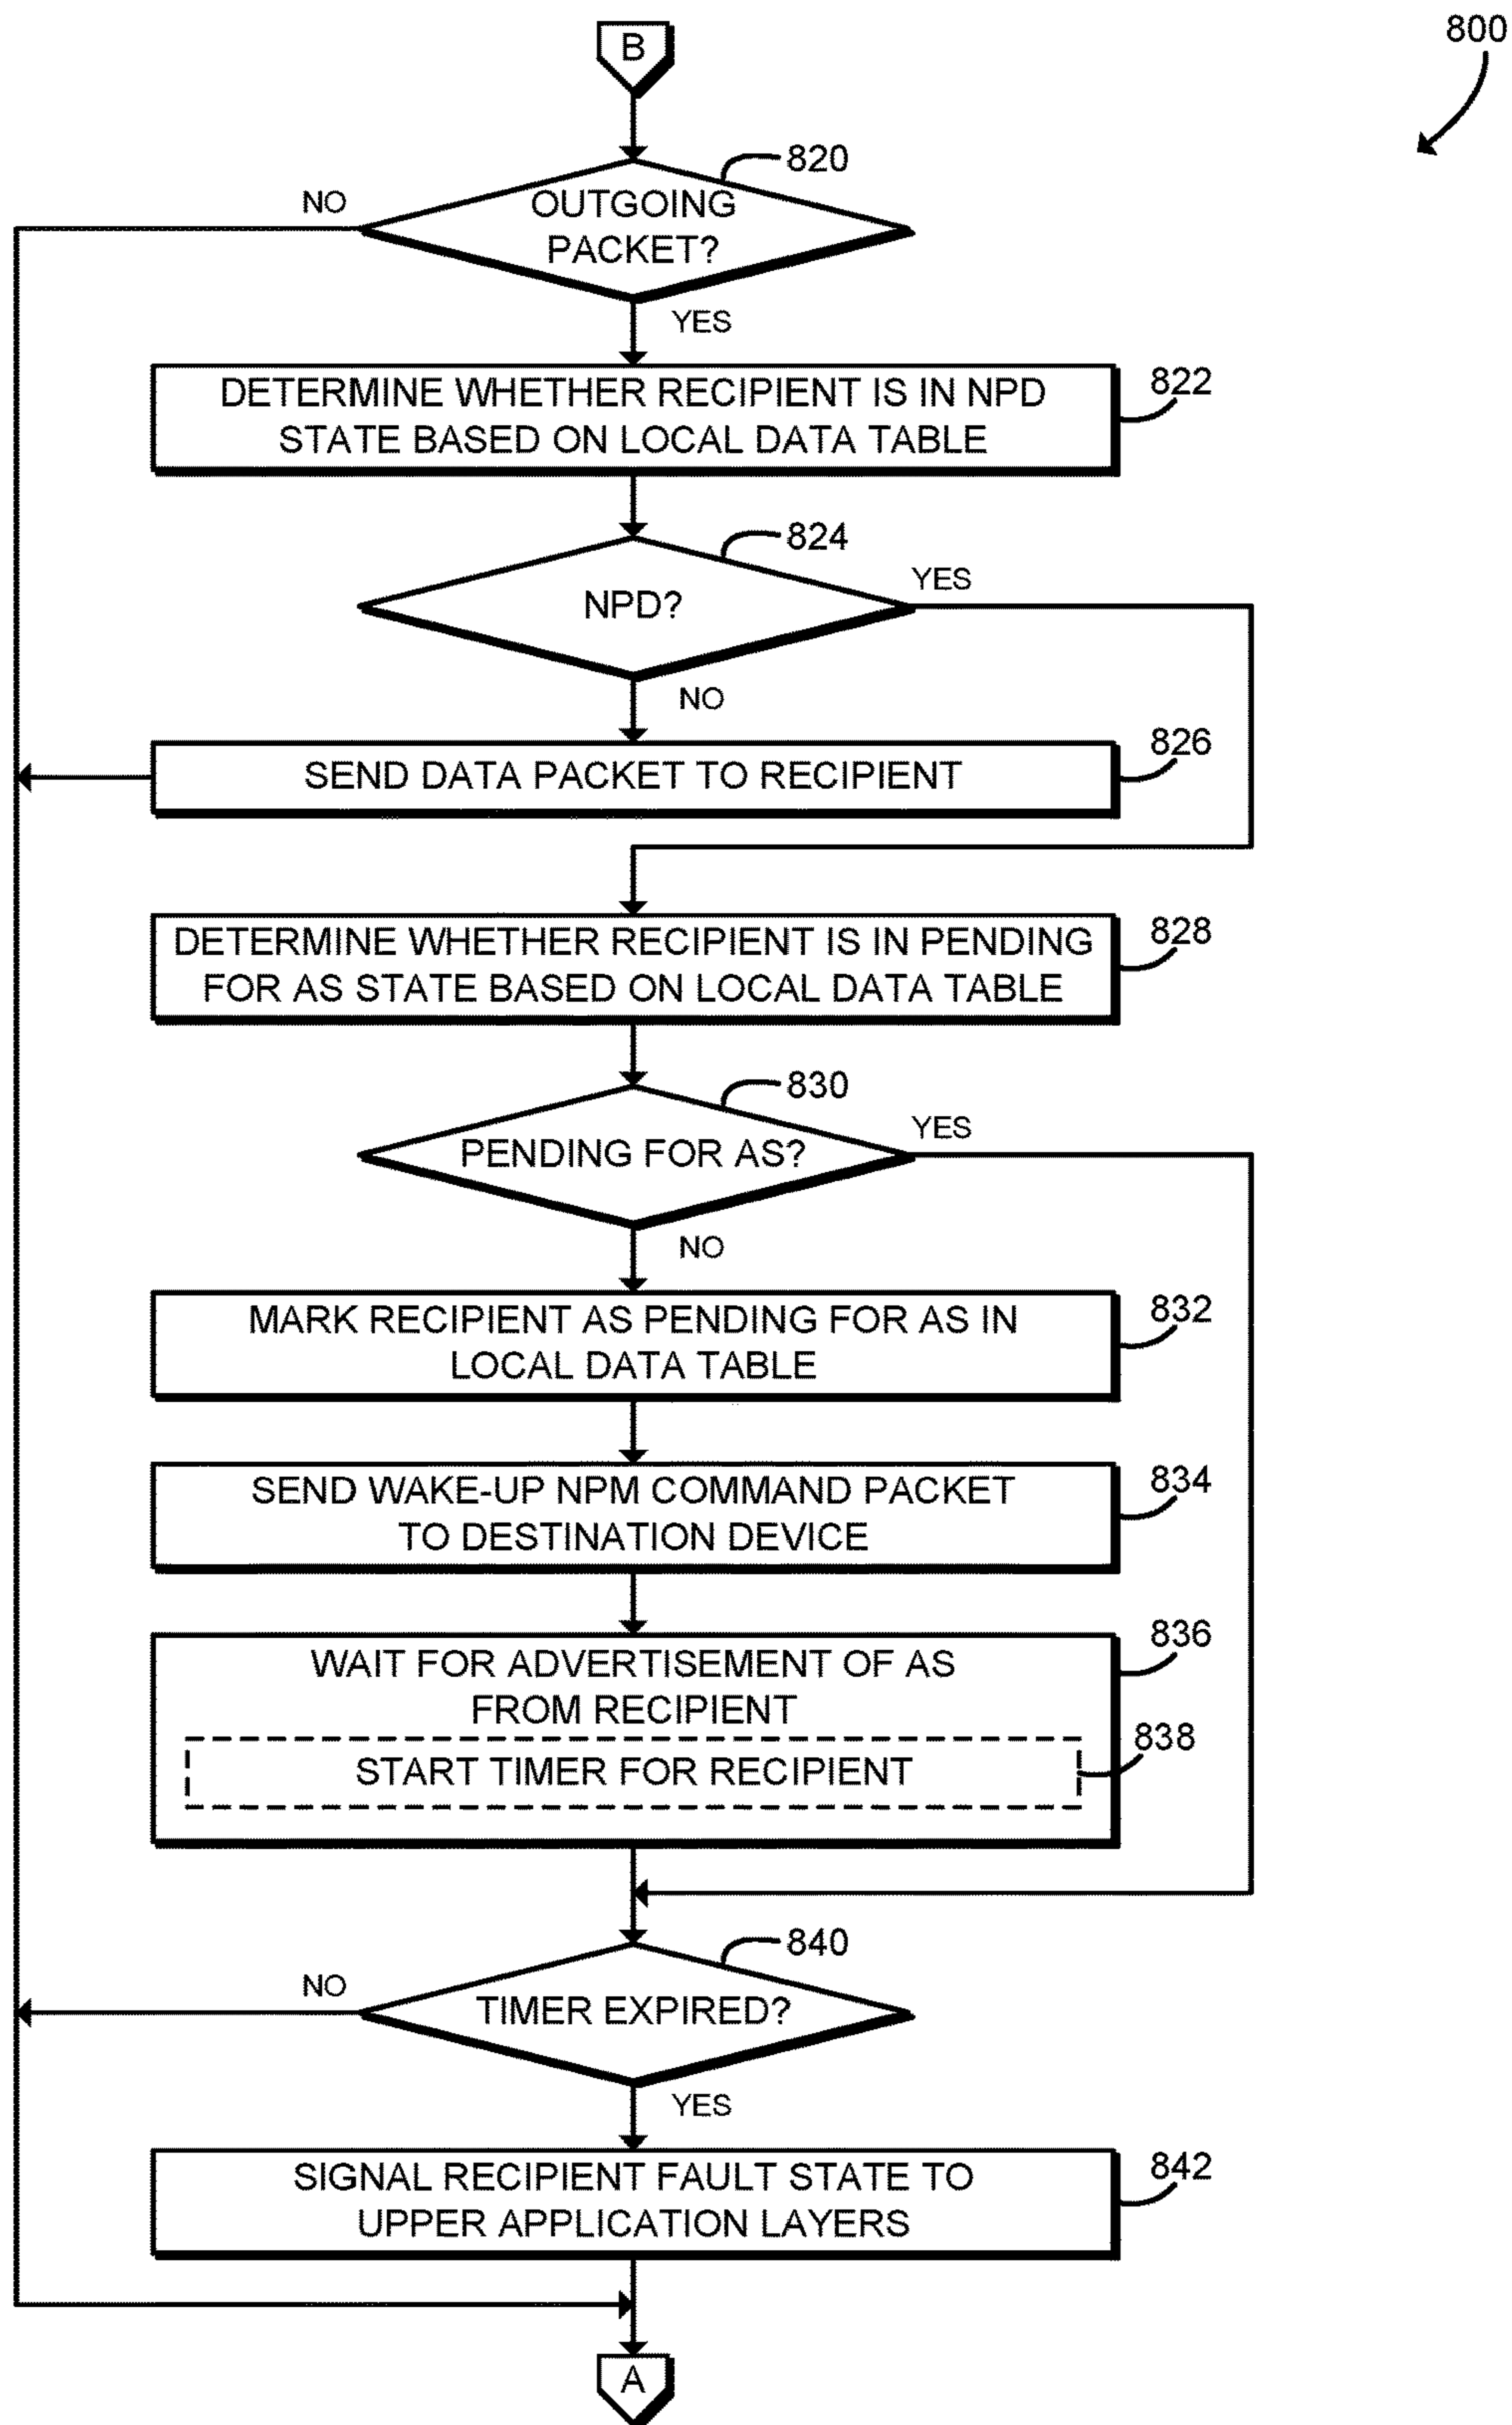 800
B
820
NO
OUTGOING
PACKET?
YES
DETERMINE WHETHER RECIPIENT IS IN NPD
STATE BASED ON LOCAL DATA TABLE
822
824
YES
NPD?
NO
826
SEND DATA PACKET TO RECIPIENT
DETERMINE WHETHER RECIPIENT IS IN PENDING
FOR AS STATE BASED ON LOCAL DATA TABLE
828
830
YES
PENDING FOR AS?
NO
MARK RECIPIENT AS PENDING FOR AS IN
LOCAL DATA TABLE
832
SEND WAKE-UP NPM COMMAND PACKET
TO DESTINATION DEVICE
834
WAIT FOR ADVERTISEMENT OF AS
FROM RECIPIENT
836
START TIMER FOR RECIPIENT
838
840
NO
TIMER EXPIRED?
YES
SIGNAL RECIPIENT FAULT STATE TO
UPPER APPLICATION LAYERS
842
A